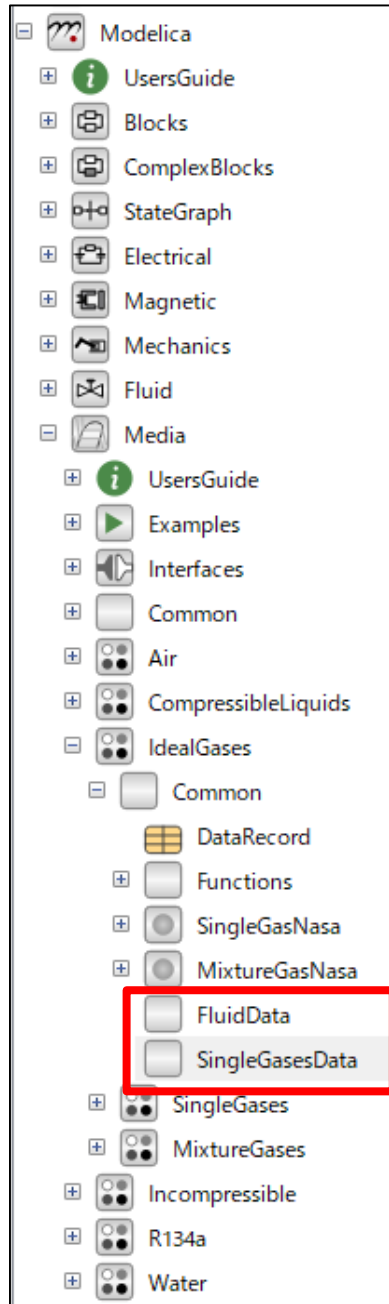 Modelica
UsersGuide
Blocks
ComplexBlocks
StateGraph
Electrical
Magnetic
Mechanics
Fluid
Media
UsersGuide
Examples
Interfaces
Common
Air
CompressibleLiquids
IdealGases
Common
DataRecord
Functions
SingleGasNasa
MixtureGasNasa
FluidData
SingleGasesData
SingleGases
MixtureGases
Incompressible
R134a
Water